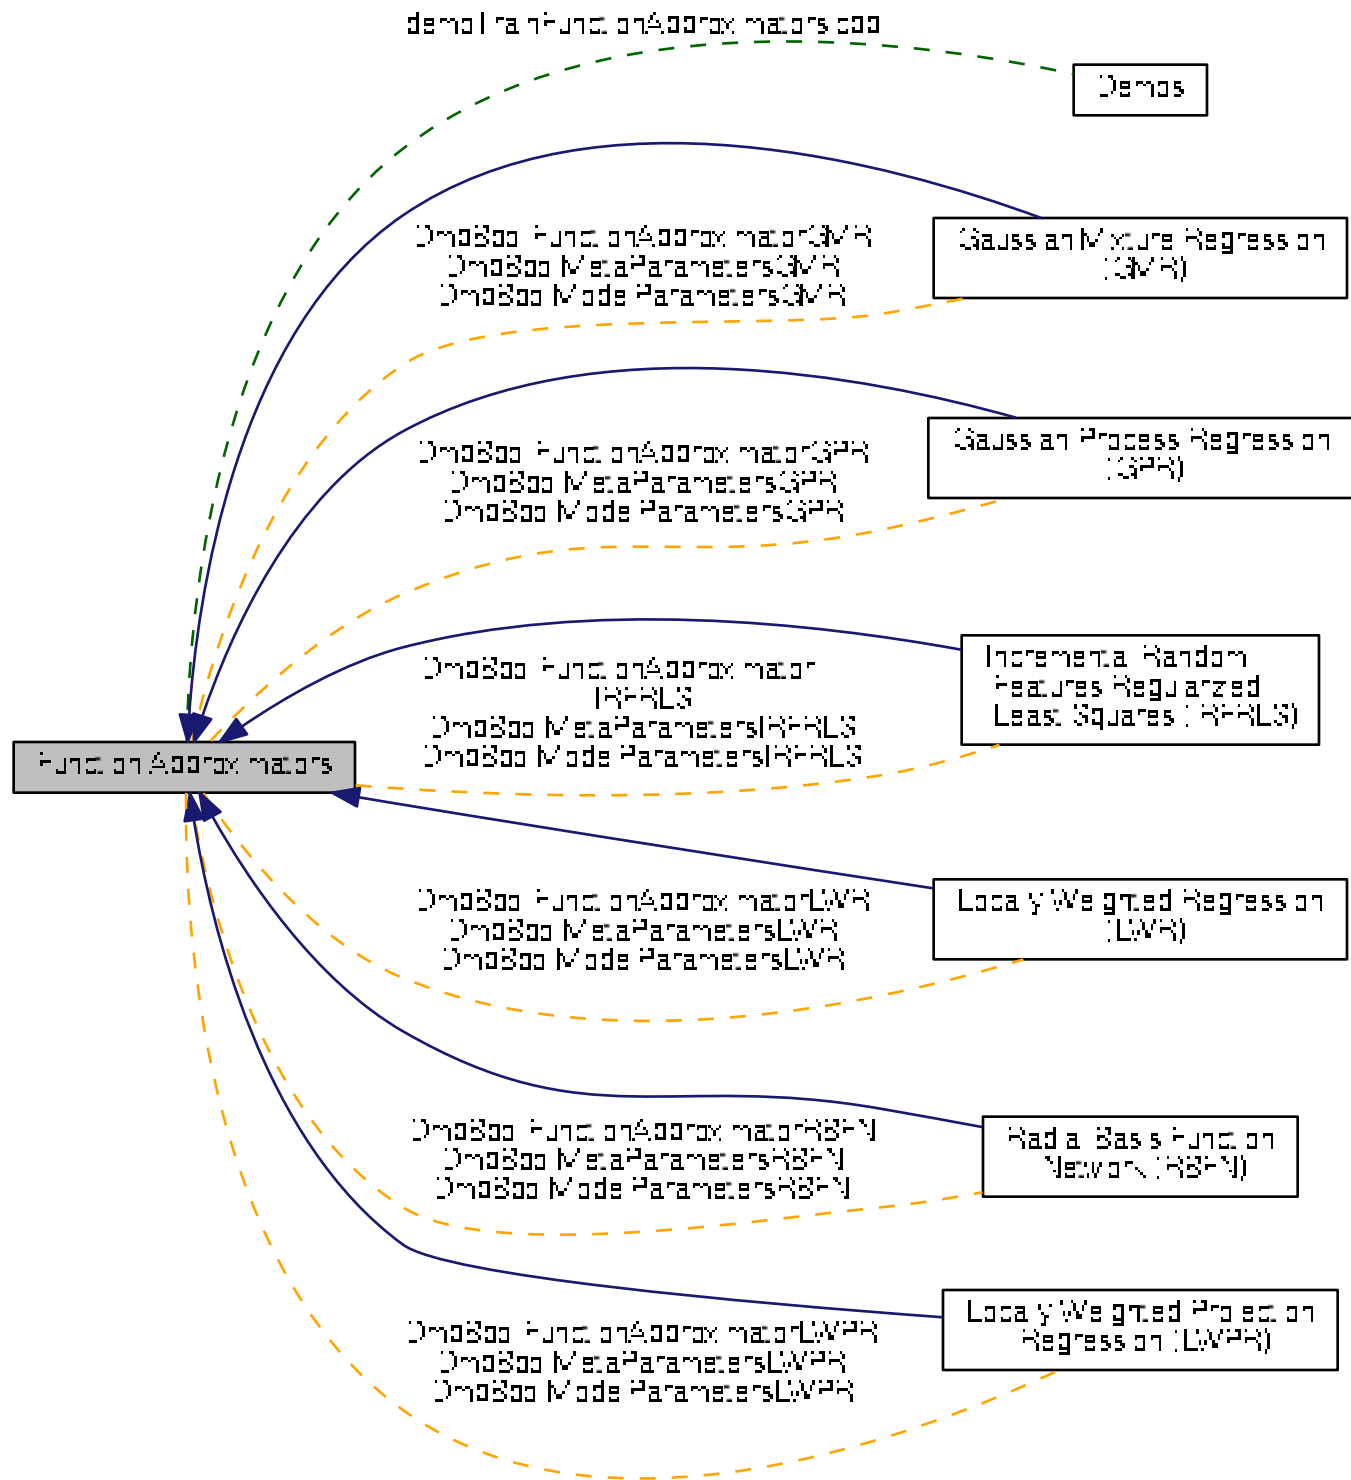 demoTrainFunctionApproximators.cpp
Demos
DmpBbo::FunctionApproximatorGMR
DmpBbo::MetaParametersGMR
DmpBbo::ModelParametersGMR
Gaussian Mixture Regression
(GMR)
DmpBbo::FunctionApproximatorGPR
DmpBbo::MetaParametersGPR
DmpBbo::ModelParametersGPR
Gaussian Process Regression
(GPR)
DmpBbo::FunctionApproximator
IRFRLS
DmpBbo::MetaParametersIRFRLS
DmpBbo::ModelParametersIRFRLS
Incremental Random
Features Regularized
Least Squares (IRFRLS)
Function Approximators
DmpBbo::FunctionApproximatorLWR
DmpBbo::MetaParametersLWR
DmpBbo::ModelParametersLWR
Locally Weighted Regression
(LWR)
DmpBbo::FunctionApproximatorRBFN
DmpBbo::MetaParametersRBFN
DmpBbo::ModelParametersRBFN
Radial Basis Function
Network (RBFN)
DmpBbo::FunctionApproximatorLWPR
DmpBbo::MetaParametersLWPR
DmpBbo::ModelParametersLWPR
Locally Weighted Projection
Regression (LWPR)